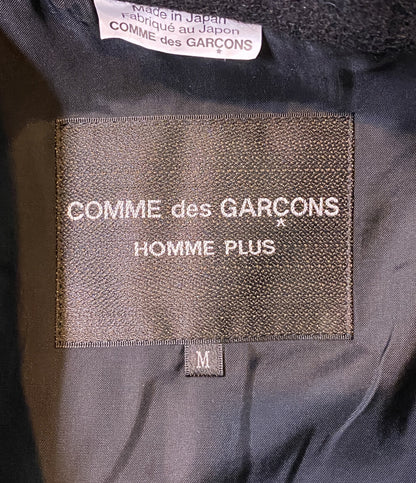 Made in Japan
Fabriqué au Japon
COMME des GARÇONS
COMME des GARÇONS
HOMME PLUS
M